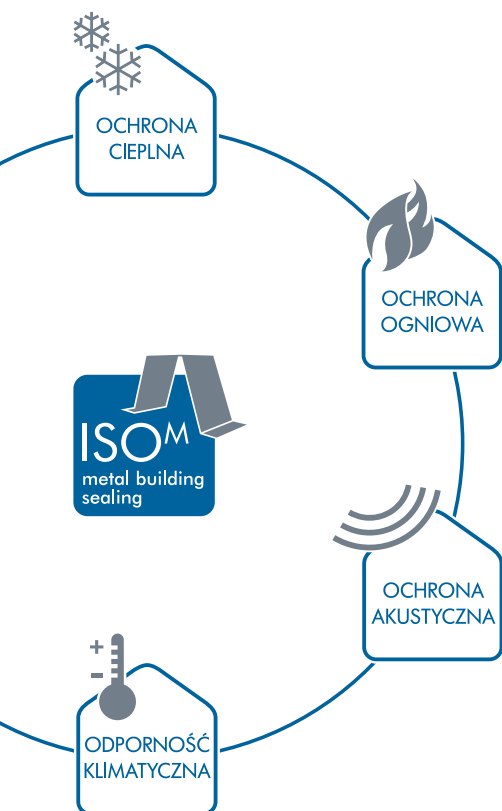 OCHRONA
CIEPLNA
OCHRONA
OGNIOWA
ISOM
metal building
sealing
OCHRONA
AKUSTYCZNA
+
-
ODPORNOŚĆ
KLIMATYCZNA